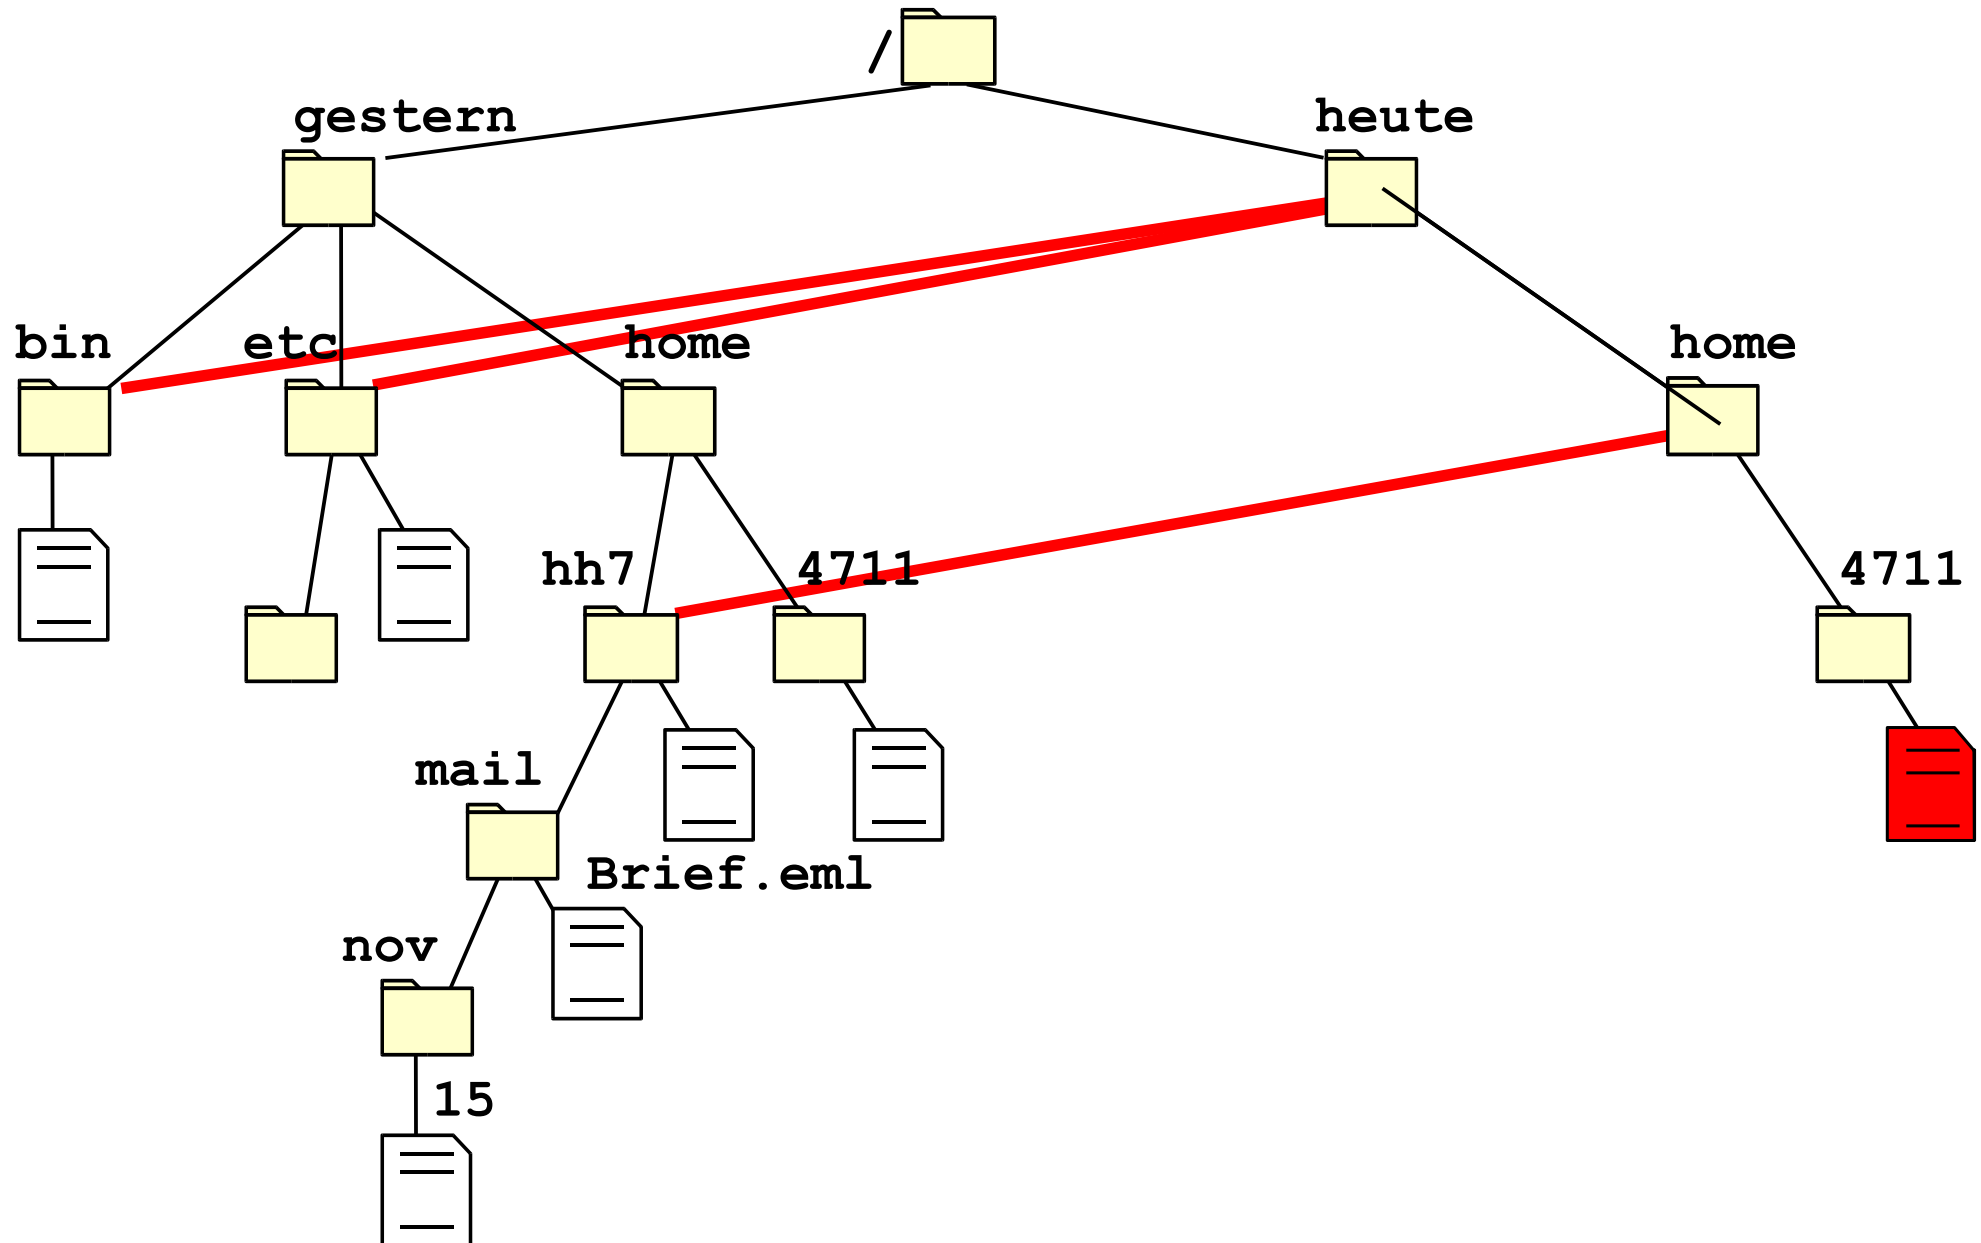 /
gestern
heute
bin
etc
home
home
hh7
4711
4711
mail
Brief.eml
nov
15